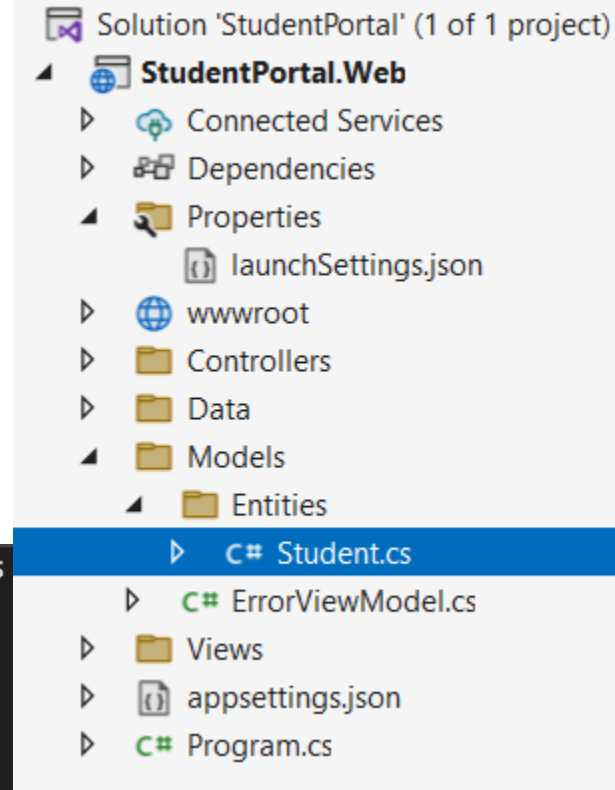 Solution 'StudentPortal' (1 of 1 project)
StudentPortal.Web
Connected Services
Dependencies
Properties
launchSettings.json
wwwroot
Controllers
Data
Models
Entities
C# Student.cs
C# ErrorViewModel.cs
Views
appsettings.json
C# Program.cs